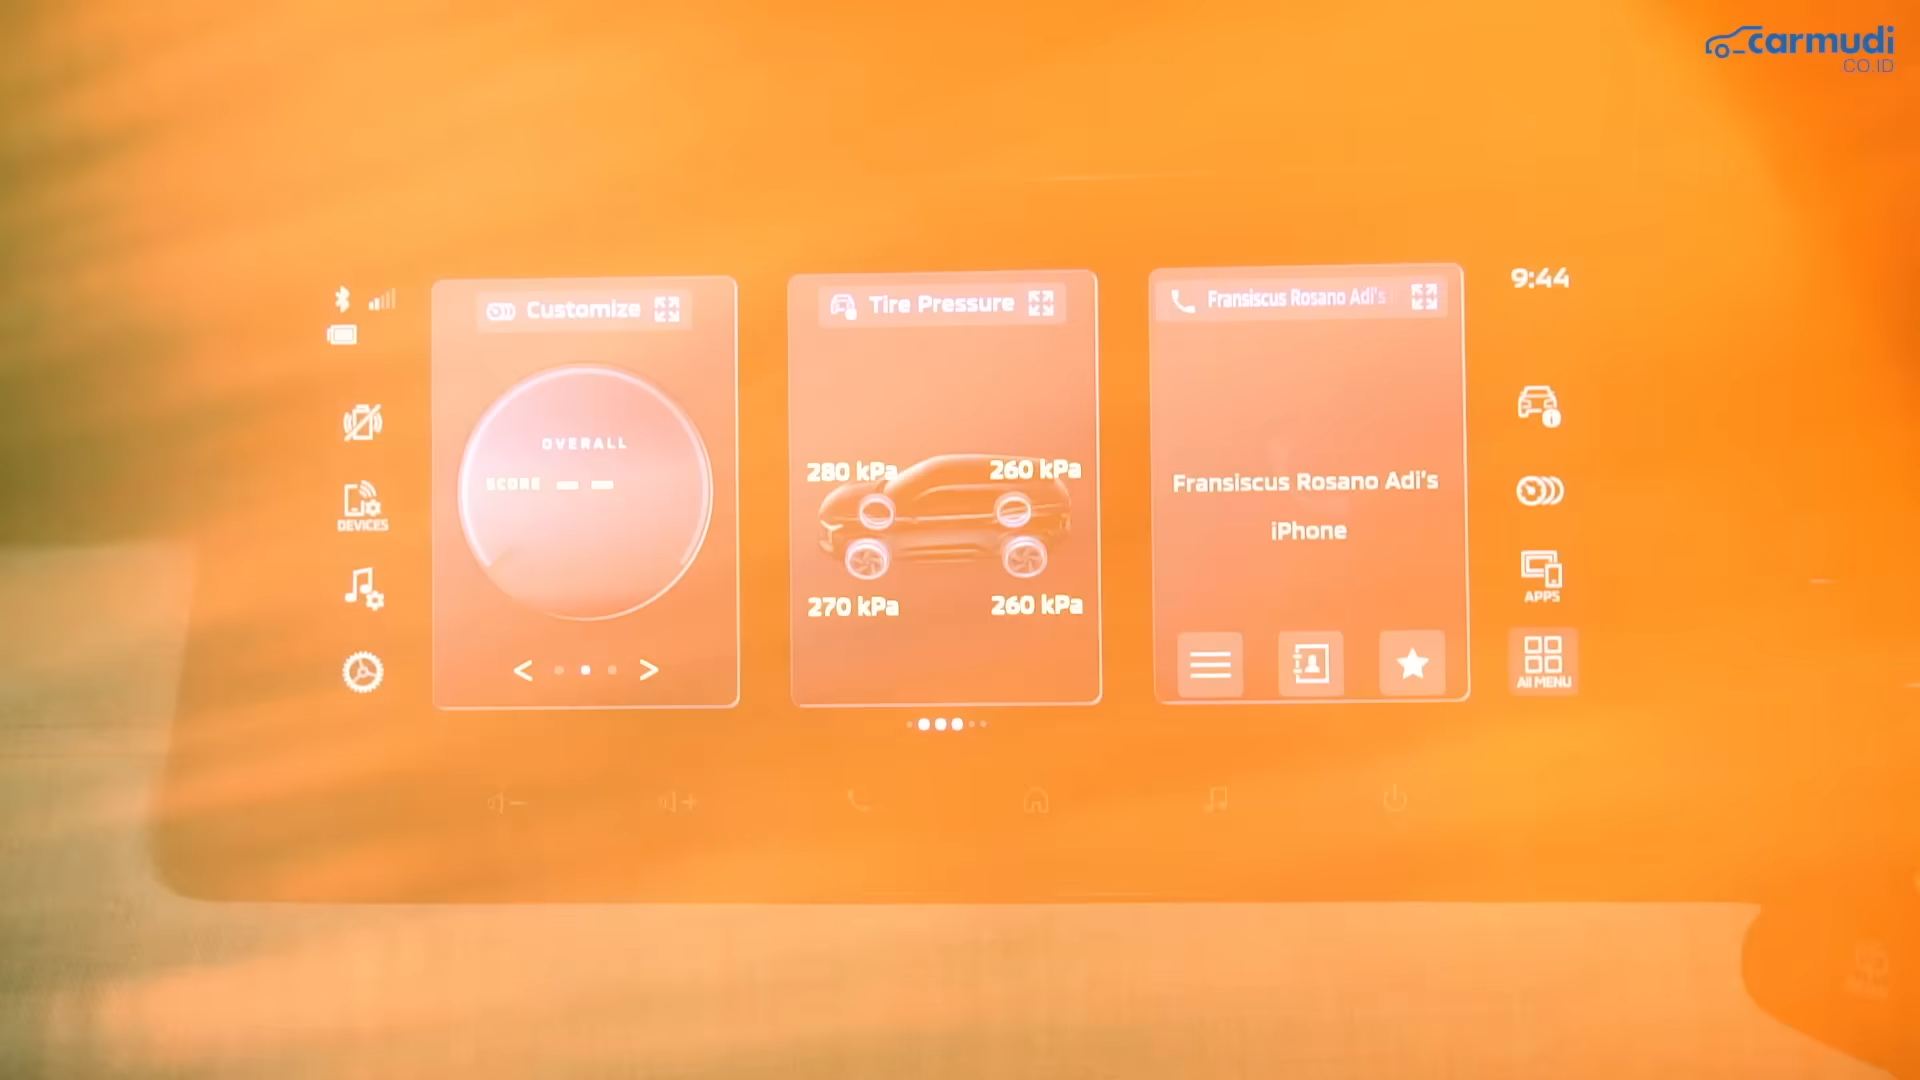 carmudi
.CO.ID
9:44
Customize
Tire Pressure
Fransiscus Rosano Adi's
OVERALL
SCORE
280 kPa
260 kPa
270 kPa
260 kPa
Fransiscus Rosano Adi's
iPhone
DEVICES
APPS
All MENU